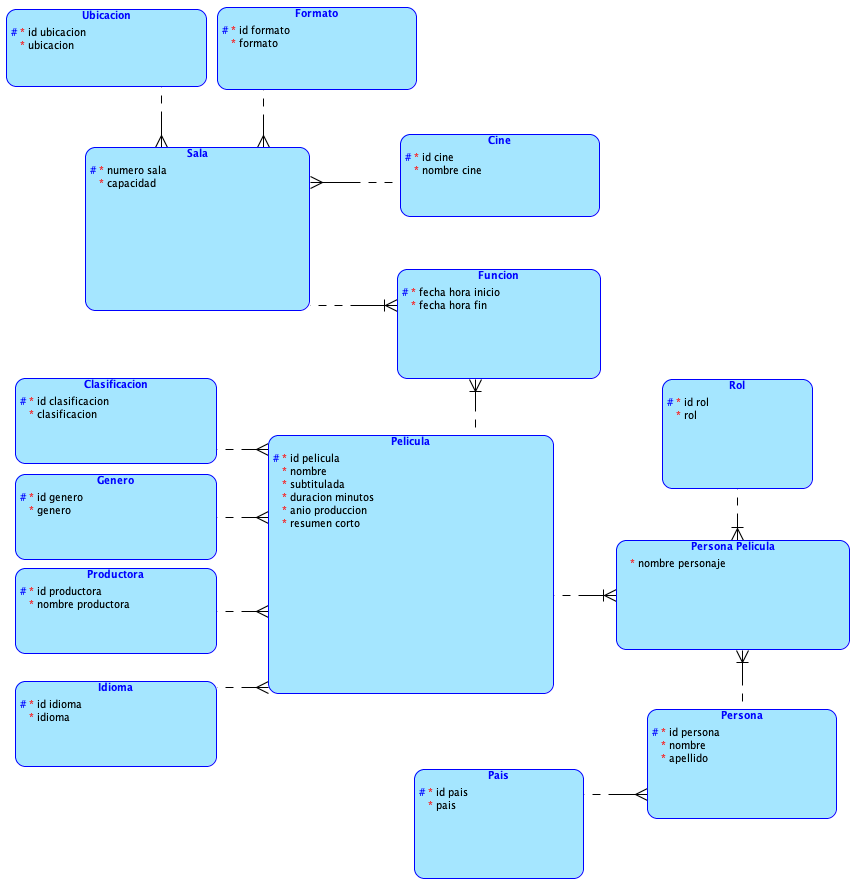 Ubicacion
# * id ubicacion
* ubicacion
Formato
# * id formato
* formato
Sala
# * numero sala
* capacidad
Cine
# * id cine
* nombre cine
Funcion
# * fecha hora inicio
* fecha hora fin
Clasificacion
# * id clasificacion
* clasificacion
Genero
# * id genero
* genero
Productora
# * id productora
* nombre productora
Idioma
# * id idioma
* idioma
Pelicula
# * id pelicula
* nombre
* subtitulada
* duracion minutos
* anio produccion
* resumen corto
Rol
# * id rol
* rol
Persona Pelicula
* nombre personaje
Persona
# * id persona
* nombre
* apellido
Pais
# * id pais
* pais